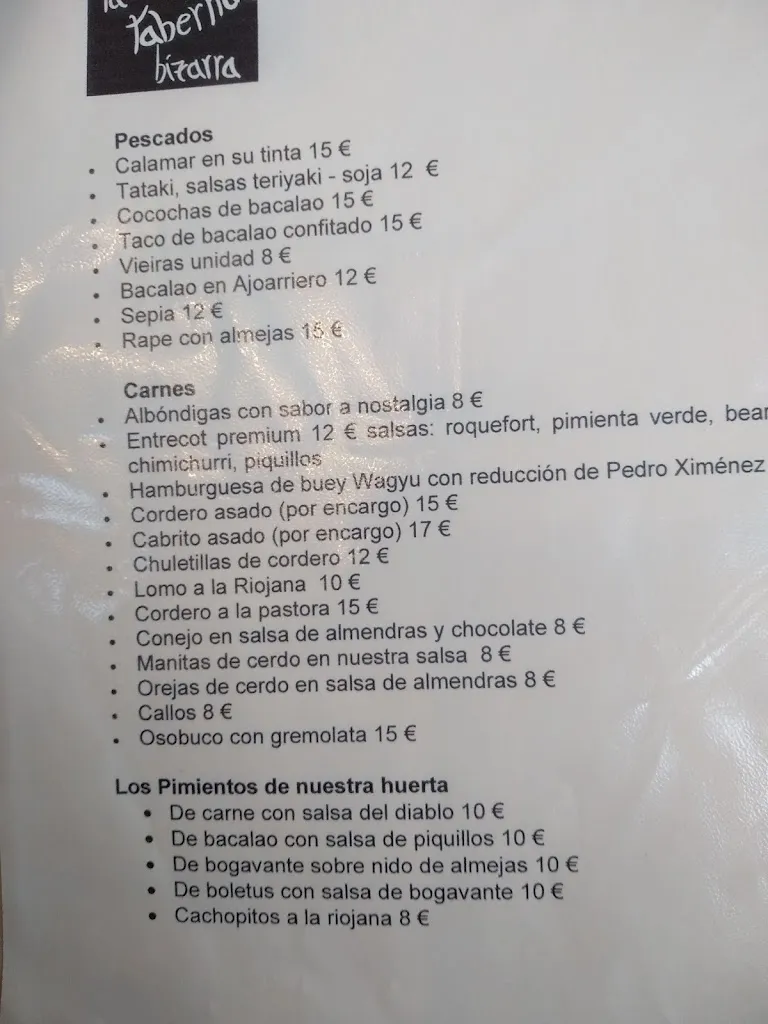 la
Taberna
bizarra
Pescados
• Calamar en su tinta 15 €
• Tataki, salsas teriyaki - soja 12 €
• Cocochas de bacalao 15 €
• Taco de bacalao confitado 15 €
• Vieiras unidad 8 €
• Bacalao en Ajoarriero 12 €
• Sepia 12 €
• Rape con almejas 15 €
Carnes
• Albóndigas con sabor a nostalgia 8 €
• Entrecot premium 12 € salsas: roquefort, pimienta verde,
chimichurri, piquillos
• Hamburguesa de buey Wagyu con reducción de Pedro Ximénez
• Cordero asado (por encargo) 15 €
• Cabrito asado (por encargo) 17 €
• Chuletillas de cordero 12 €
• Lomo a la Riojana 10 €
• Cordero a la pastora 15 €
• Conejo en salsa de almendras y chocolate 8 €
• Manitas de cerdo en nuestra salsa 8 €
• Orejas de cerdo en salsa de almendras 8 €
• Callos 8 €
• Osobuco con gremolata 15 €
Los Pimientos de nuestra huerta
• De carne con salsa del diablo 10 €
• De bacalao con salsa de piquillos 10 €
• De bogavante sobre nido de almejas 10 €
• De boletus con salsa de bogavante 10 €
• Cachopitos a la riojana 8 €